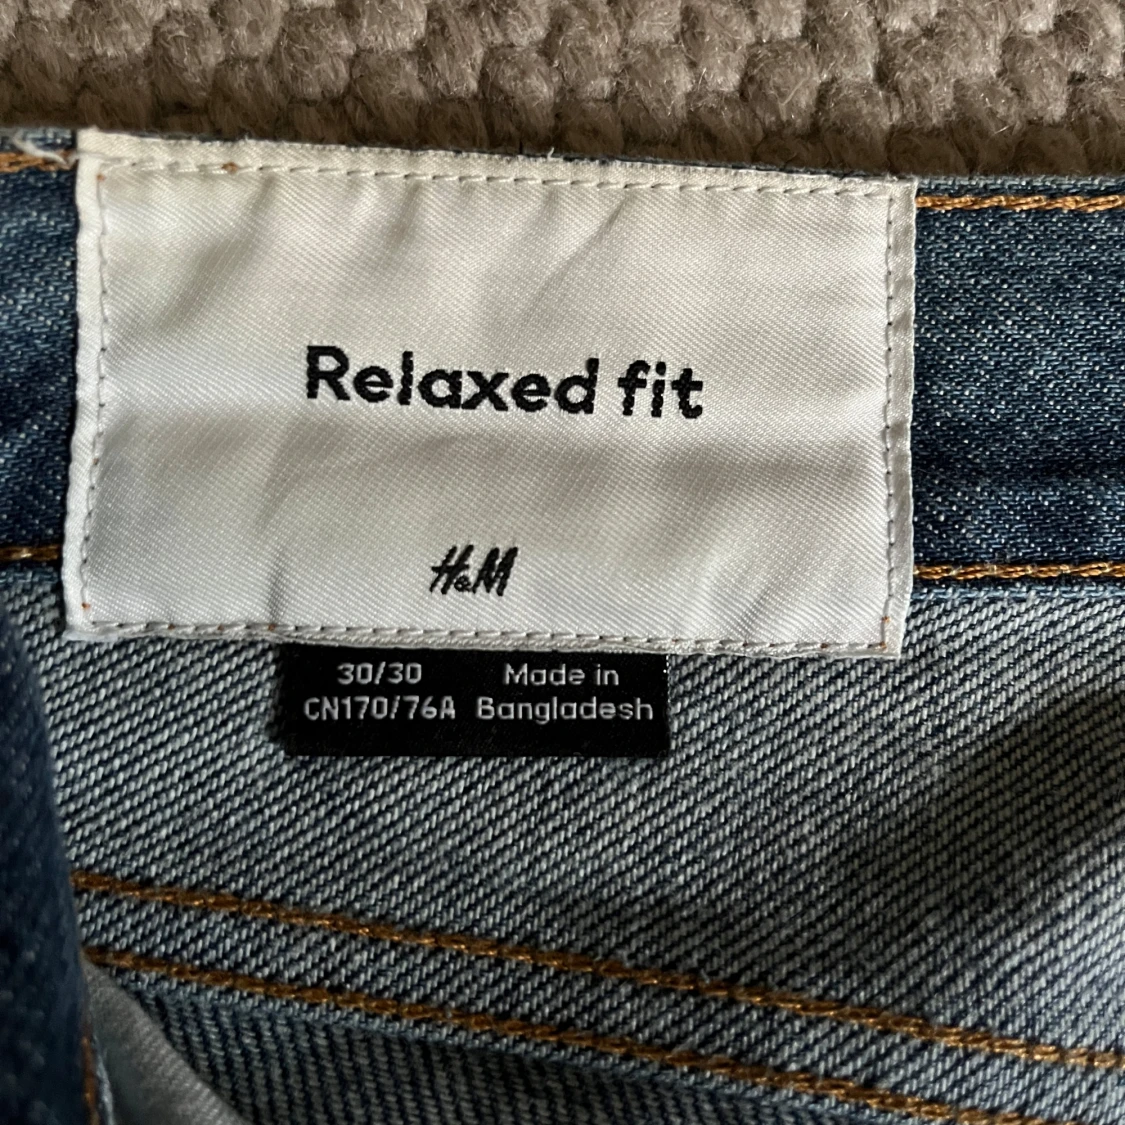 Relaxed fit
H&M
30/30
CN170/76A
Made in
Bangladesh